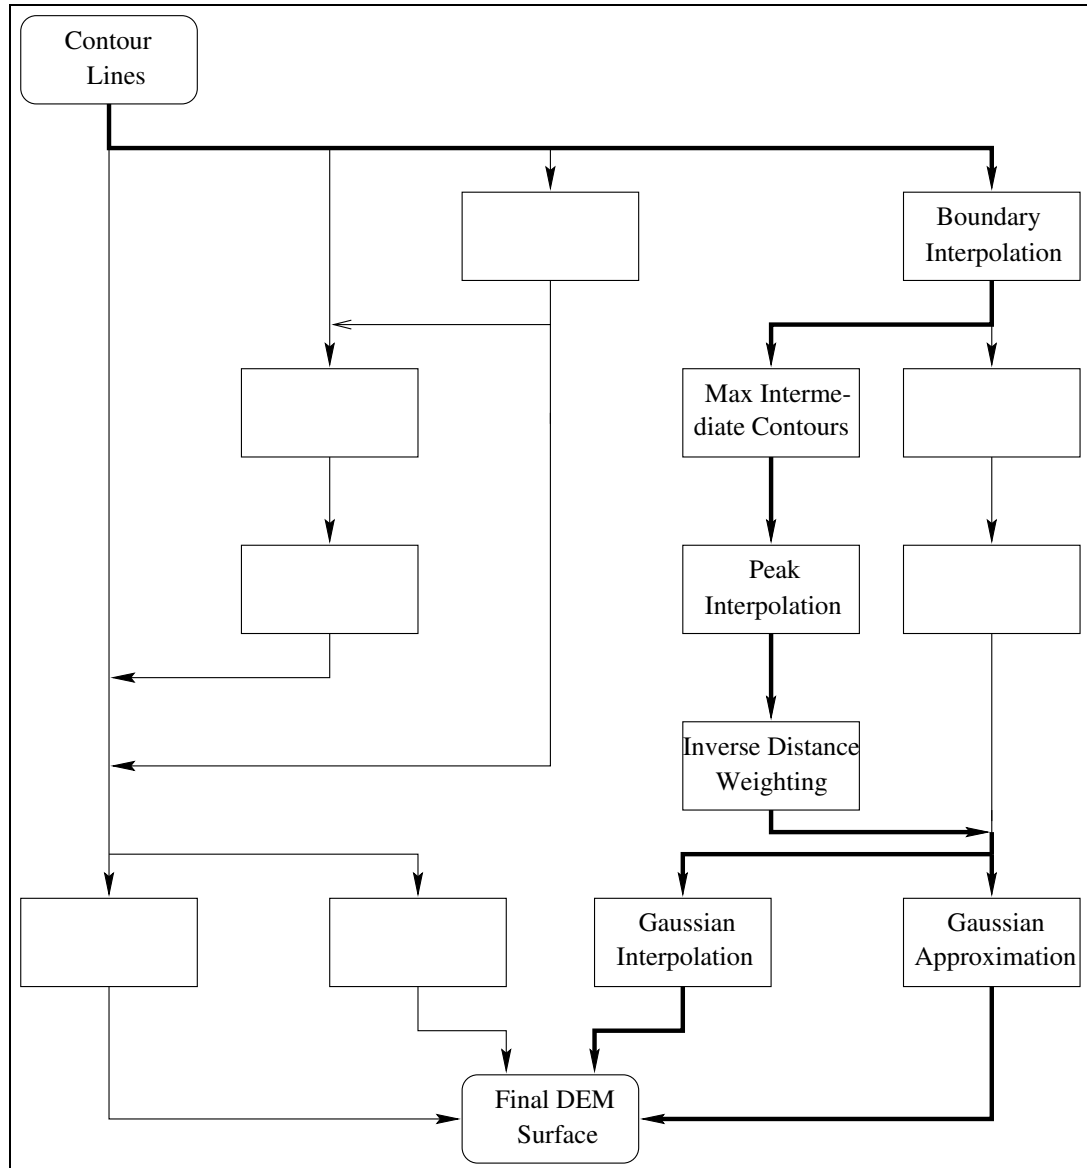 Contour
Lines
Boundary
Interpolation
Max Interme-
diate Contours
Peak
Interpolation
Inverse Distance
Weighting
Gaussian
Interpolation
Gaussian
Approximation
Final DEM
Surface